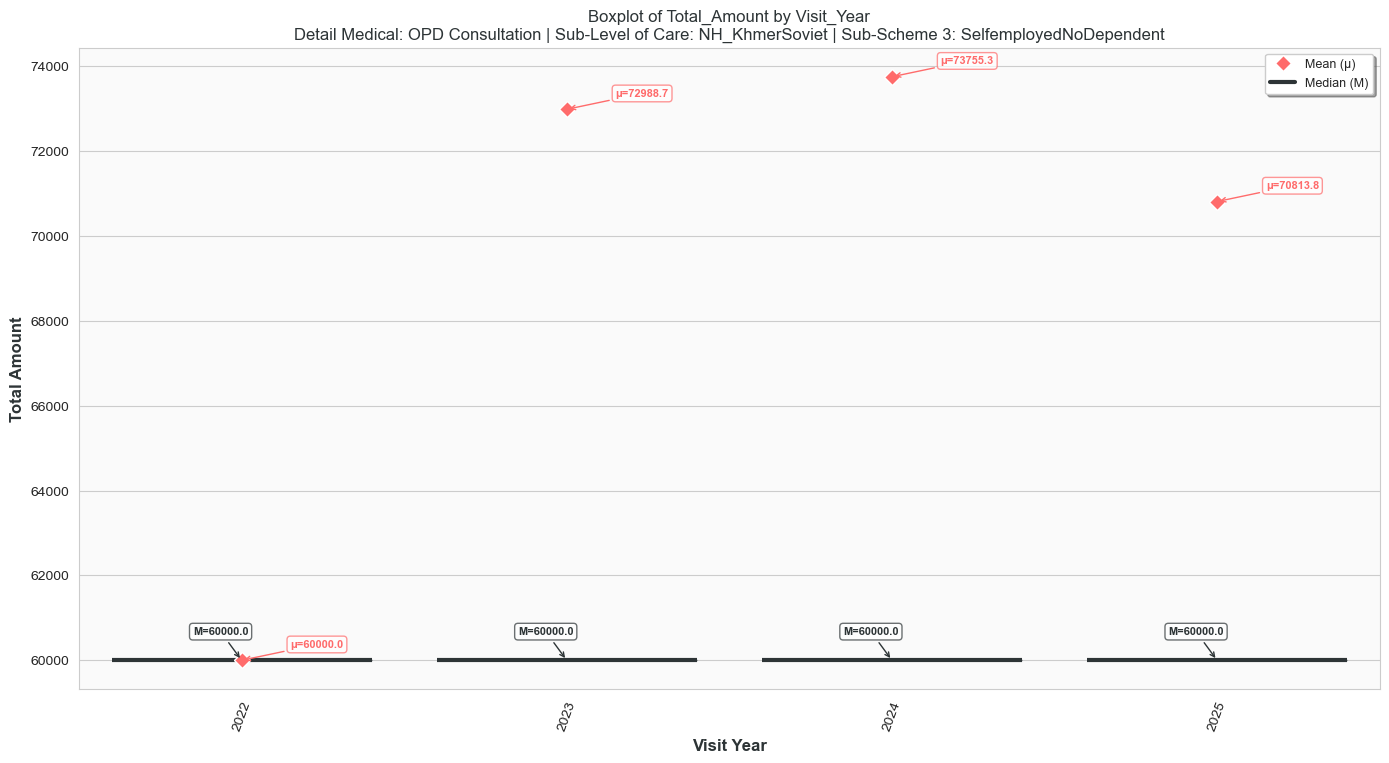 Boxplot of Total_Amount by Visit_Year
Detail Medical: OPD Consultation | Sub-Level of Care: NH_KhmerSoviet | Sub-Scheme 3: SelfemployedNoDependent
Mean (μ)
Median (M)
μ=73755.3
μ=72988.7
μ=70813.8
M=60000.0
μ=60000.0
M=60000.0
M=60000.0
M=60000.0
74000
72000
70000
68000
66000
64000
62000
60000
Total Amount
2022
2023
2024
2025
Visit Year